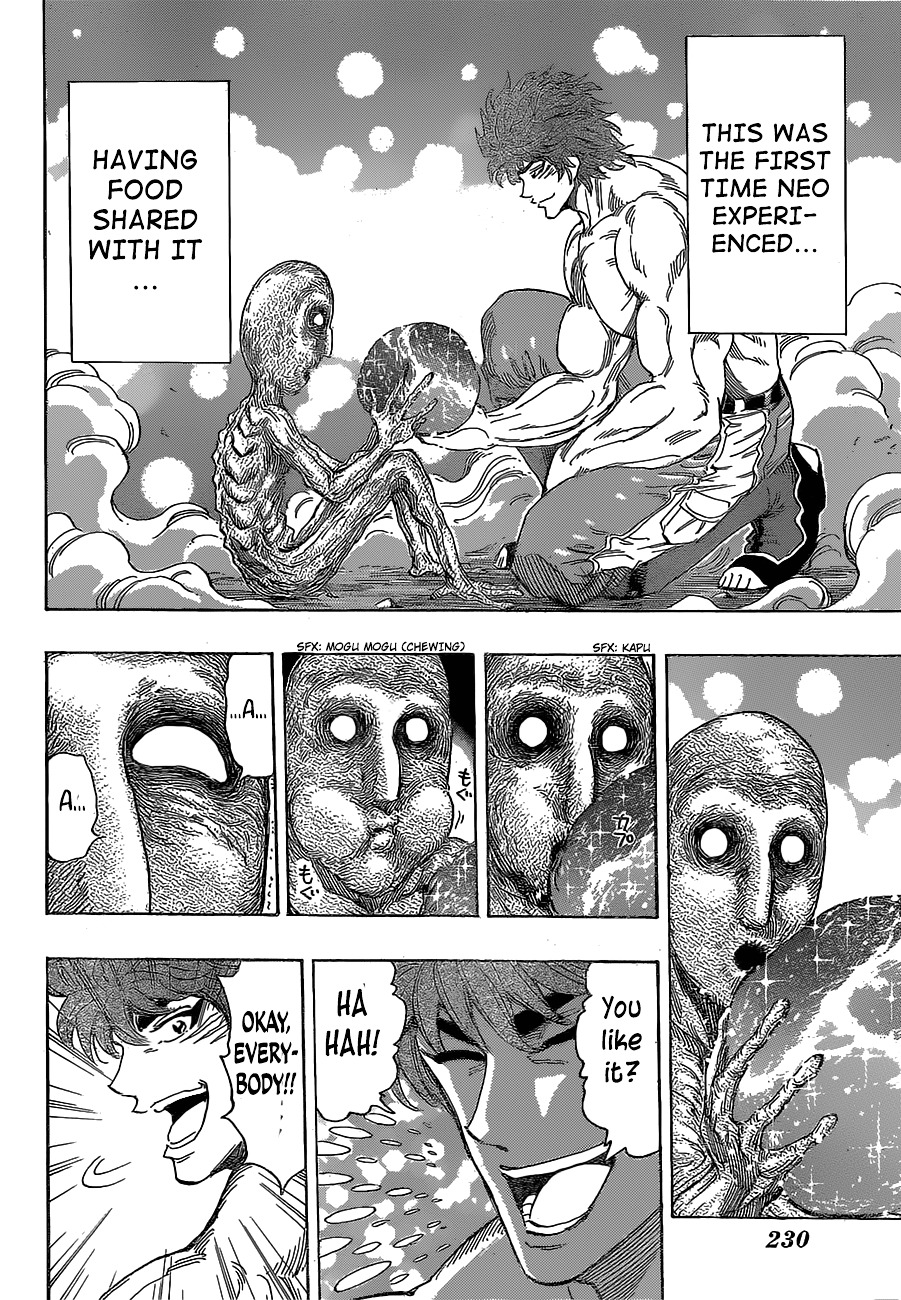 THIS WAS
THE FIRST
TIME NEO
EXPERI-
ENCED...
HAVING
FOOD
SHARED
WITH IT
...
SFX: KAPU
カプ
SFX: MOGU MOGU (CHEWING)
もぐ
もぐ
...A...
A...
You
like
it?
HA
HAH!
OKAY,
EVERY-
BODY!!
230